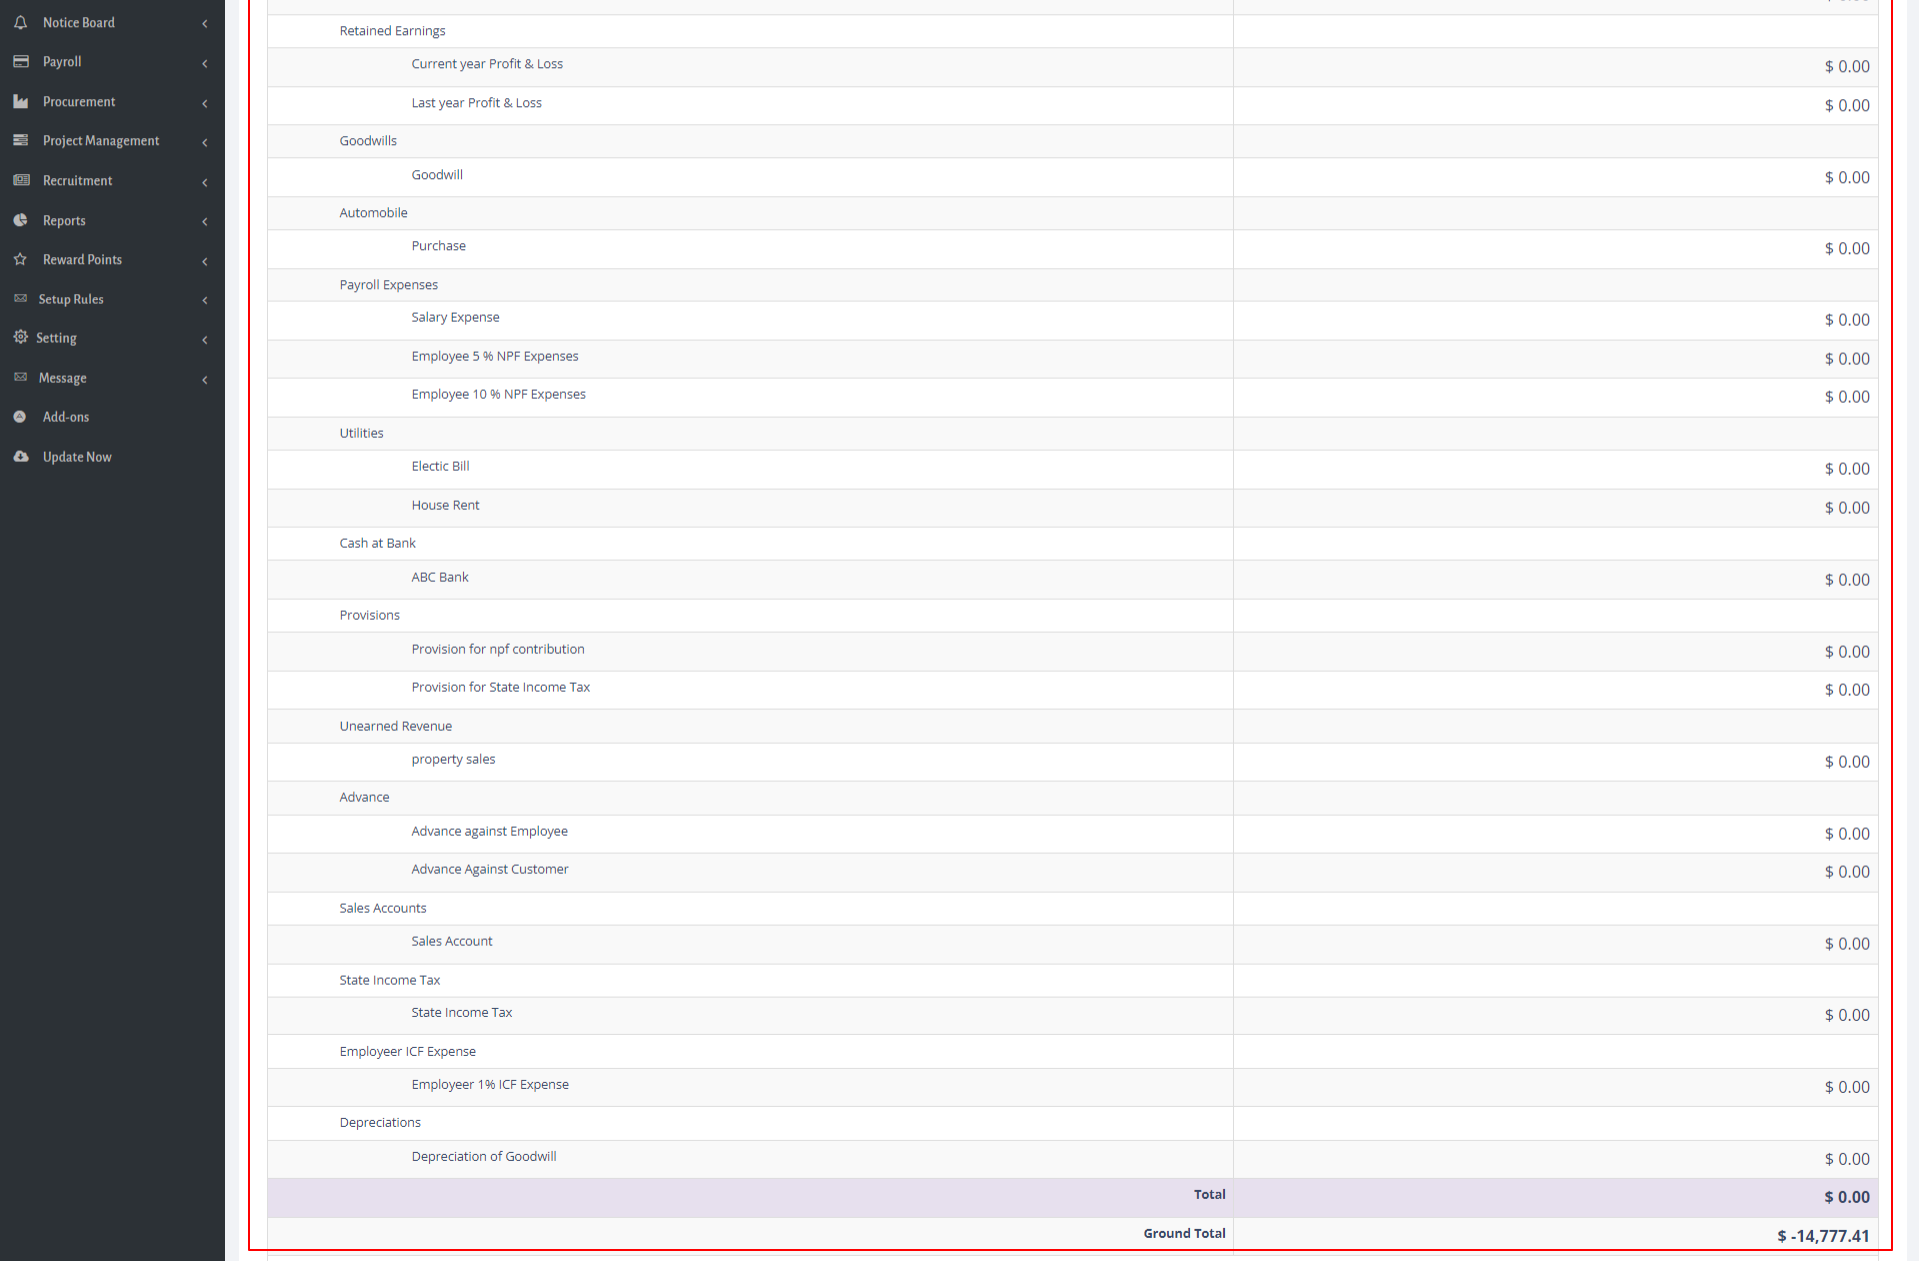 Notice Board
Payroll
Procurement
Project Management
Recruitment
Reports
Reward Points
Setup Rules
Setting
Message
Add-ons
Update Now
Retained Earnings
Current year Profit & Loss $ 0.00
Last year Profit & Loss $ 0.00
Goodwills
Goodwill $ 0.00
Automobile
Purchase $ 0.00
Payroll Expenses
Salary Expense $ 0.00
Employee 5 % NPF Expenses $ 0.00
Employee 10 % NPF Expenses $ 0.00
Utilities
Electic Bill $ 0.00
House Rent $ 0.00
Cash at Bank
ABC Bank $ 0.00
Provisions
Provision for npf contribution $ 0.00
Provision for State Income Tax $ 0.00
Unearned Revenue
property sales $ 0.00
Advance
Advance against Employee $ 0.00
Advance Against Customer $ 0.00
Sales Accounts
Sales Account $ 0.00
State Income Tax
State Income Tax $ 0.00
Employeer ICF Expense
Employeer 1% ICF Expense $ 0.00
Depreciations
Depreciation of Goodwill $ 0.00
Total $ 0.00
Ground Total $ -14,777.41